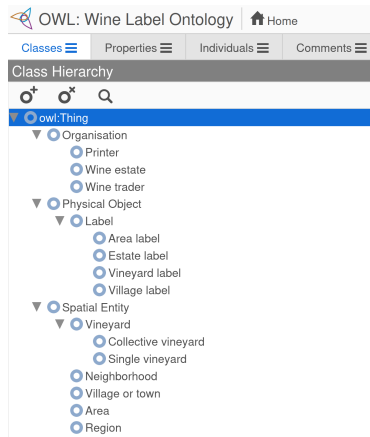 OWL: Wine Label Ontology Home
Classes Properties Individuals Comments
Class Hierarchy
owl:Thing
Organisation
Printer
Wine estate
Wine trader
Physical Object
Label
Area label
Estate label
Vineyard label
Village label
Spatial Entity
Vineyard
Collective vineyard
Single vineyard
Neighborhood
Village or town
Area
Region